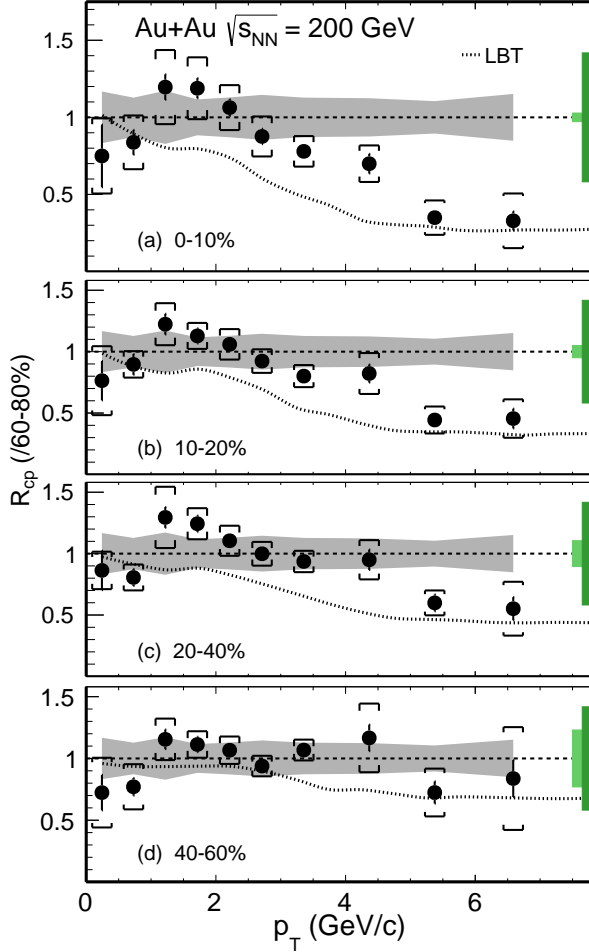 Au+Au √s_NN = 200 GeV
LBT
1.5
1
0.5
(a) 0-10%
1.5
1
0.5
(b) 10-20%
R_cp (/60-80%)
1.5
1
0.5
(c) 20-40%
1.5
1
0.5
(d) 40-60%
0 2 4 6
p_T (GeV/c)